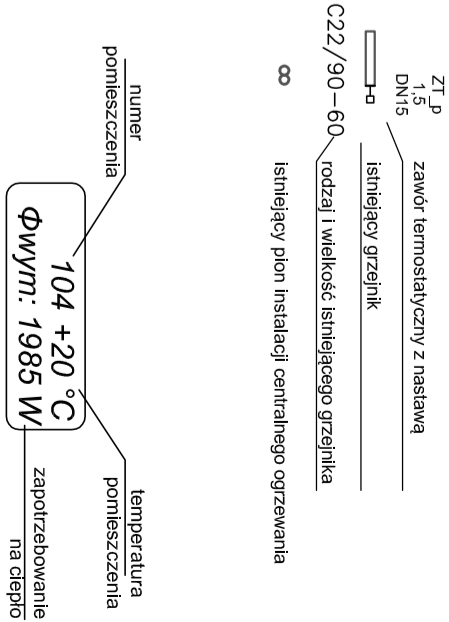 ZT_p
1,5
DN15
zawór termostatyczny z nastawą
istniejący grzejnik
C22/90-60
rodzaj i wielkość istniejącego grzejnika
istniejący pion instalacji centralnego ogrzewania
numer
pomieszczenia
104 +20 °C
Φwym: 1985 W
temperatura
pomieszczenia
zapotrzebowanie
na ciepło